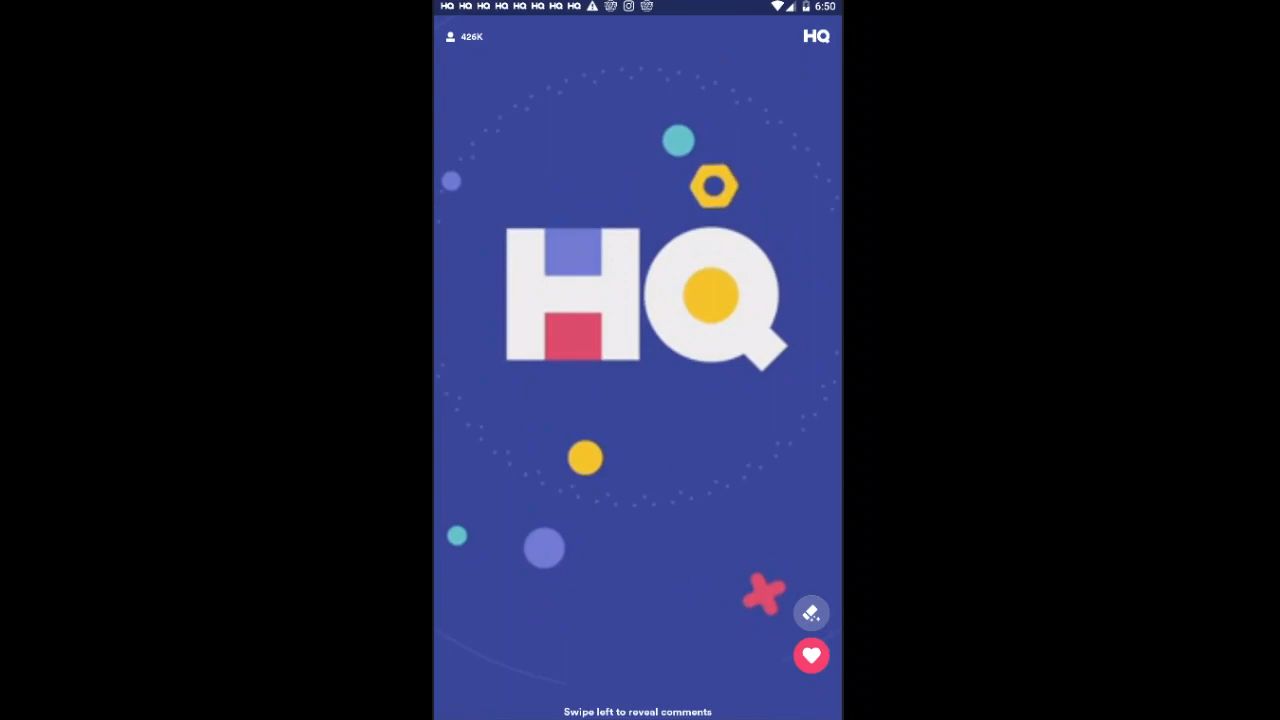 HQ HQ HQ HQ HQ HQ HQ HQ 6:50
426K HQ
HQ
Swipe left to reveal comments